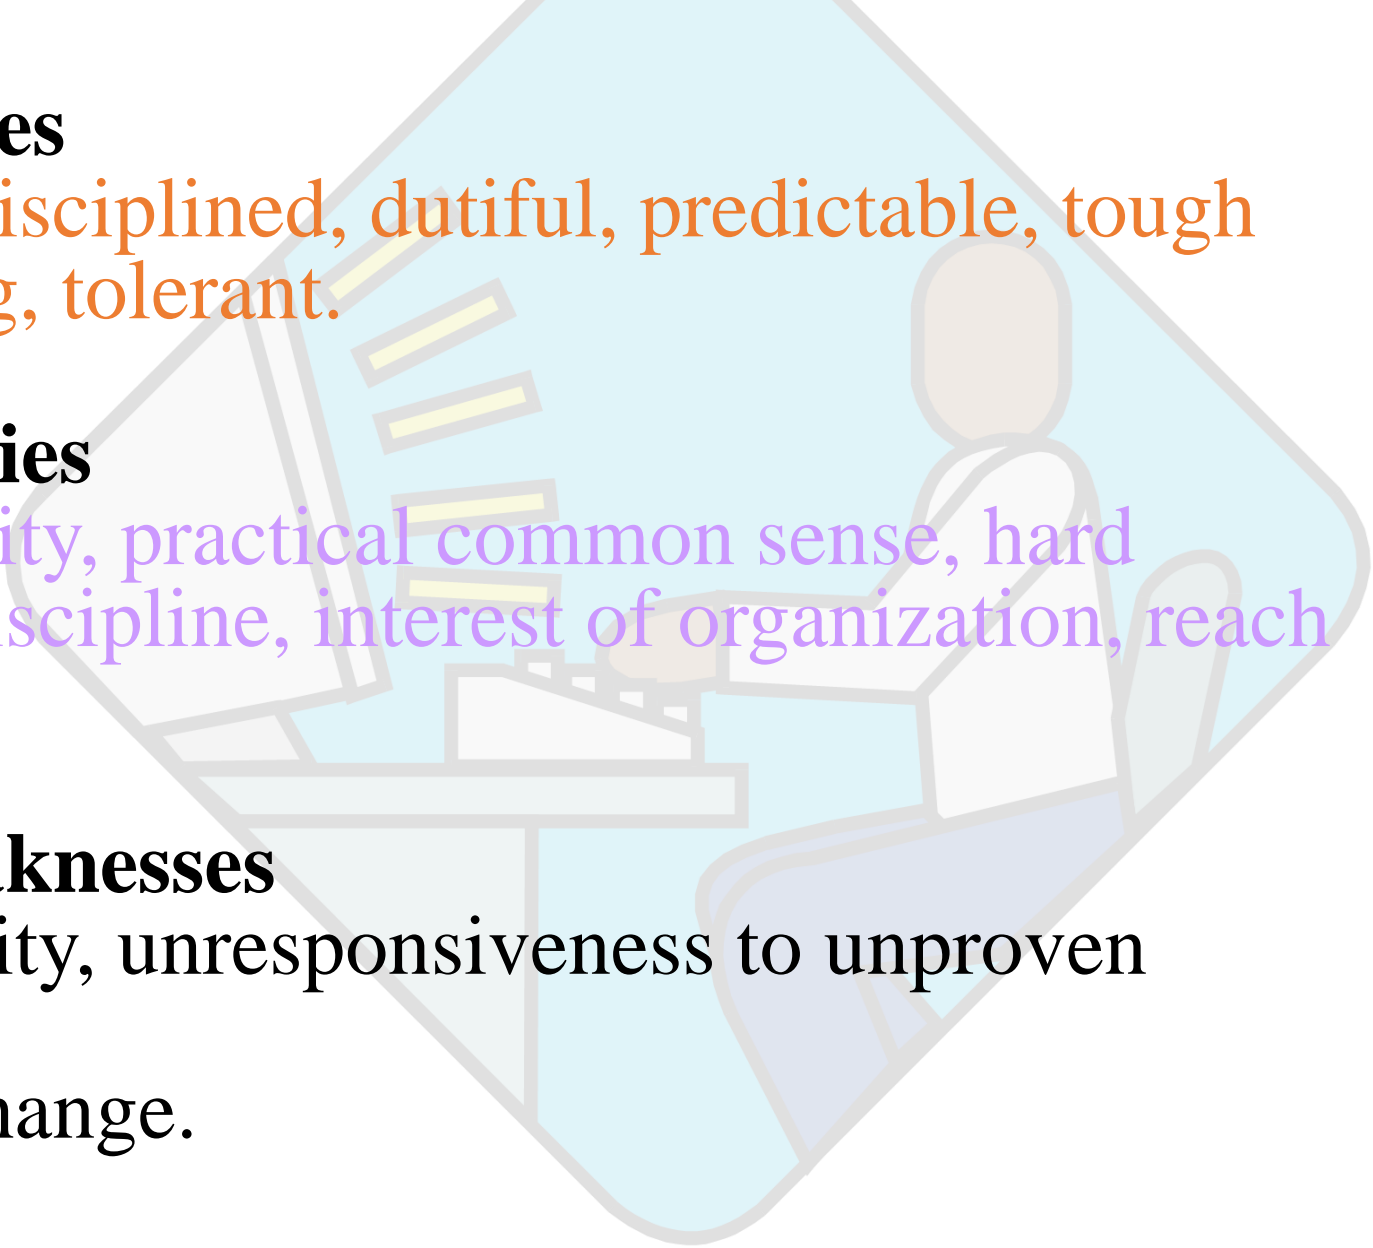 es
isciplined, dutiful, predictable, tough
g, tolerant.
ies
ity, practical common sense, hard
scipline, interest of organization, reach
aknesses
ity, unresponsiveness to unproven
hange.